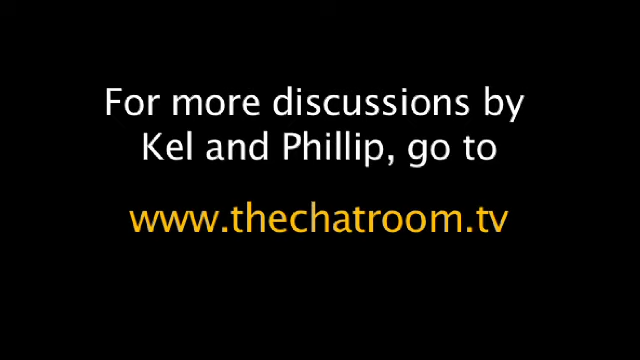 For more discussions by
Kel and Phillip, go to
www.thechatroom.tv